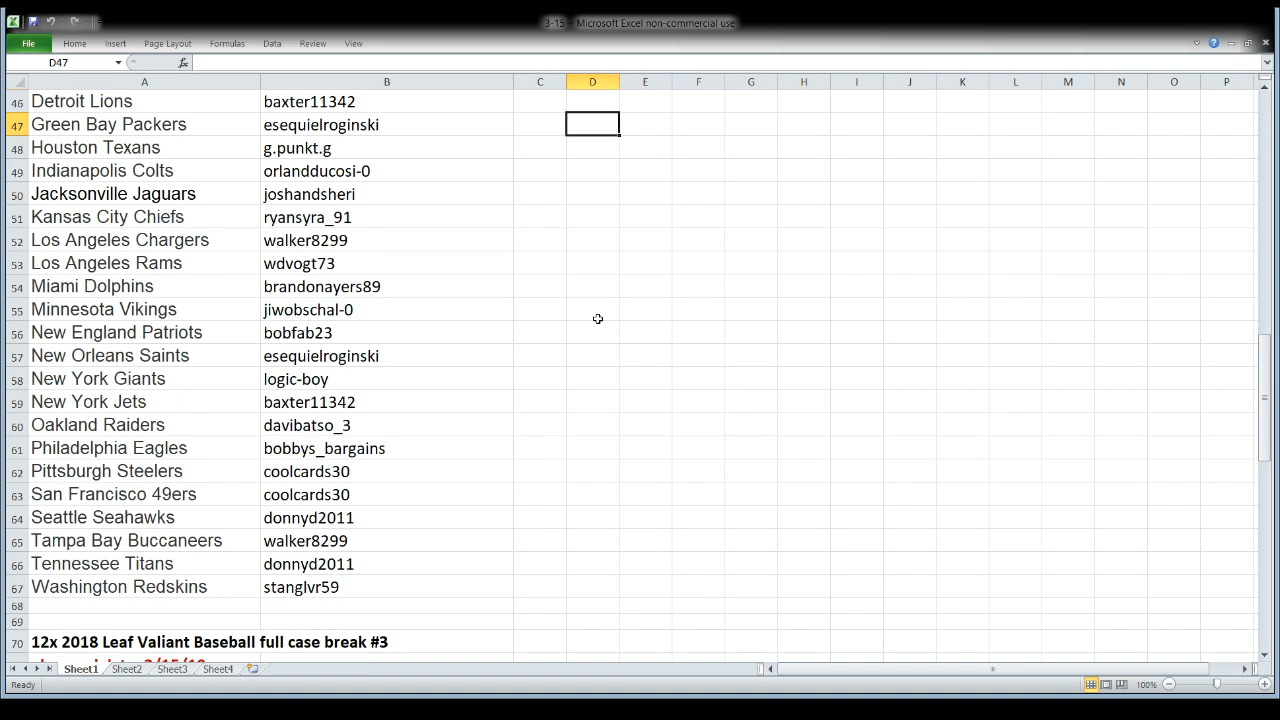 3-15 - Microsoft Excel non-commercial use
File Home Insert Page Layout Formulas Data Review View
D47 fx
A B C D E F G H I J K L M N O P
46 Detroit Lions baxter11342
47 Green Bay Packers esequielroginski
48 Houston Texans g.punkt.g
49 Indianapolis Colts orlandducosi-0
50 Jacksonville Jaguars joshandsheri
51 Kansas City Chiefs ryansyra_91
52 Los Angeles Chargers walker8299
53 Los Angeles Rams wdvogt73
54 Miami Dolphins brandonayers89
55 Minnesota Vikings jiwobschal-0
56 New England Patriots bobfab23
57 New Orleans Saints esequielroginski
58 New York Giants logic-boy
59 New York Jets baxter11342
60 Oakland Raiders davibatso_3
61 Philadelphia Eagles bobbys_bargains
62 Pittsburgh Steelers coolcards30
63 San Francisco 49ers coolcards30
64 Seattle Seahawks donnyd2011
65 Tampa Bay Buccaneers walker8299
66 Tennessee Titans donnyd2011
67 Washington Redskins stanglvr59
68
69
70 12x 2018 Leaf Valiant Baseball full case break #3
Sheet1 Sheet2 Sheet3 Sheet4
Ready 100%